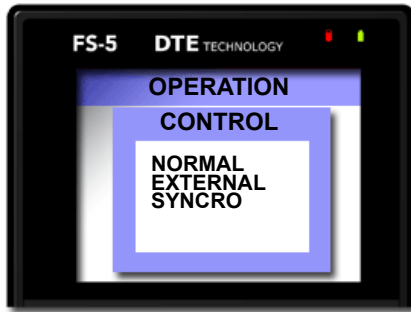 FS-5 DTE TECHNOLOGY
OPERATION
CONTROL
NORMAL
EXTERNAL
SYNCRO